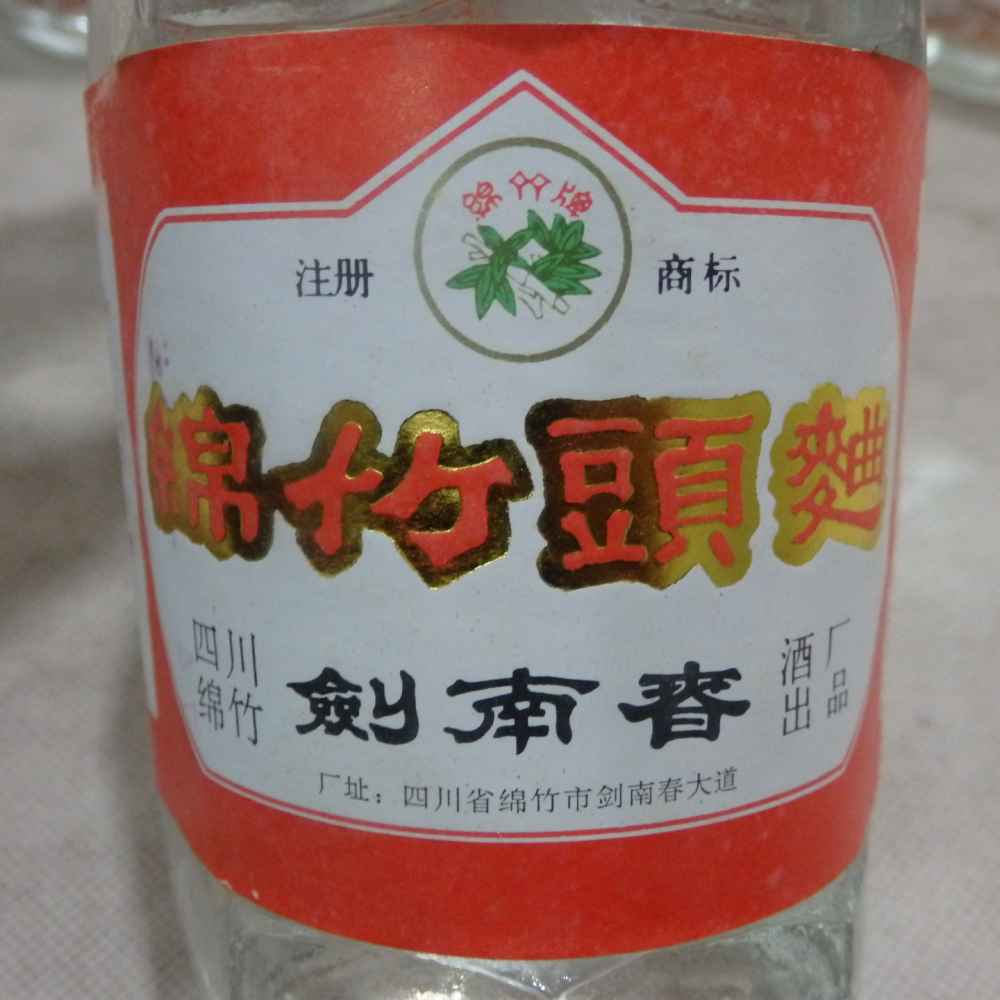 綿竹牌
注册 商标
綿竹頭麯
四川 绵竹 劍南春 酒厂 出品
厂址：四川省绵竹市剑南春大道